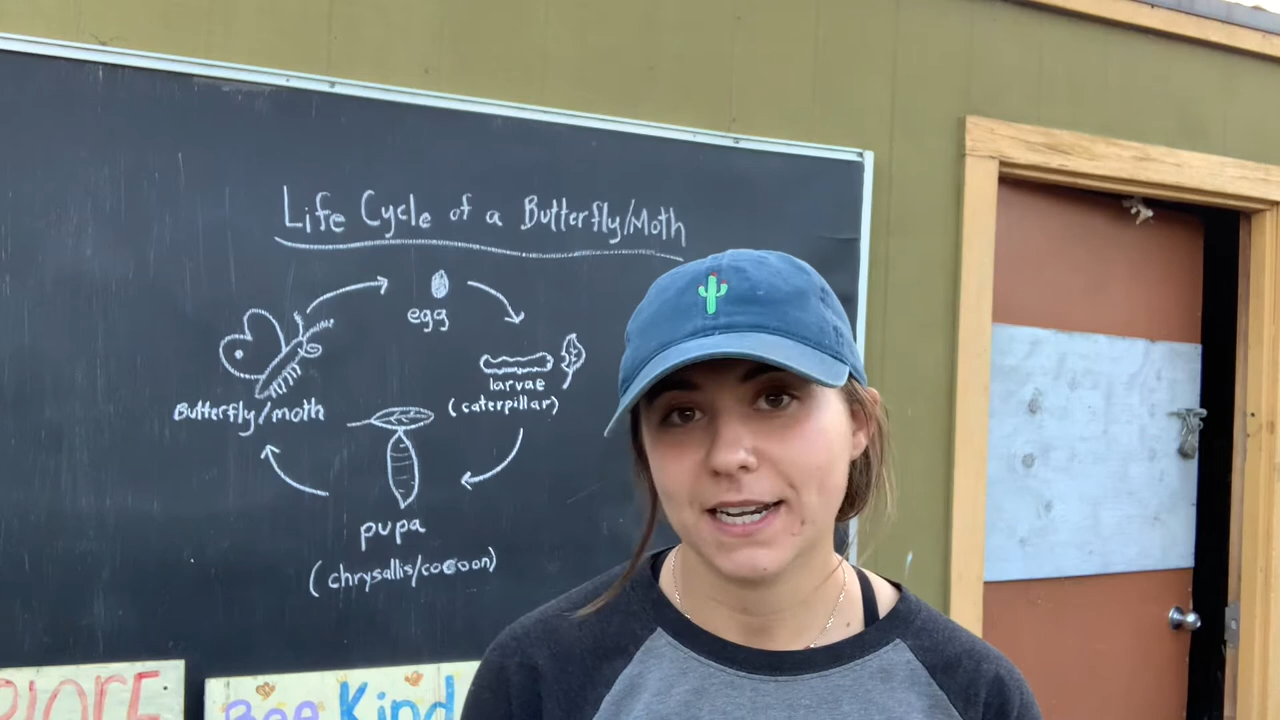 Life Cycle of a Butterfly/Moth
egg
larvae
(caterpillar)
Butterfly/moth
pupa
(chrysallis/cocoon)
Bee Kind